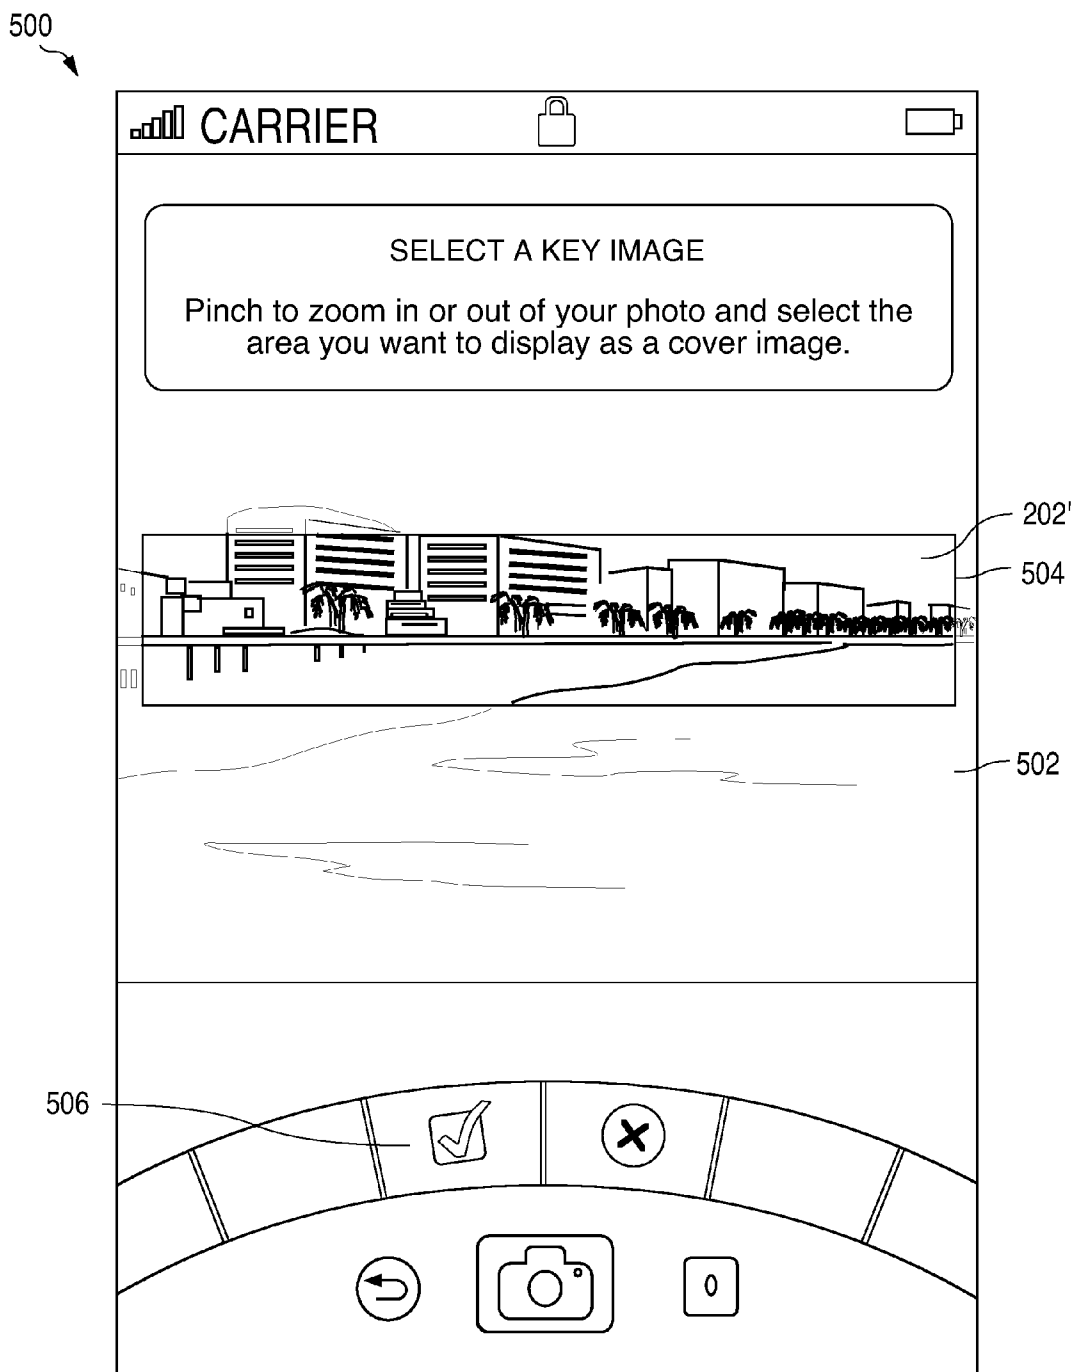 500
CARRIER
SELECT A KEY IMAGE
Pinch to zoom in or out of your photo and select the
area you want to display as a cover image.
202'
504
502
506
0